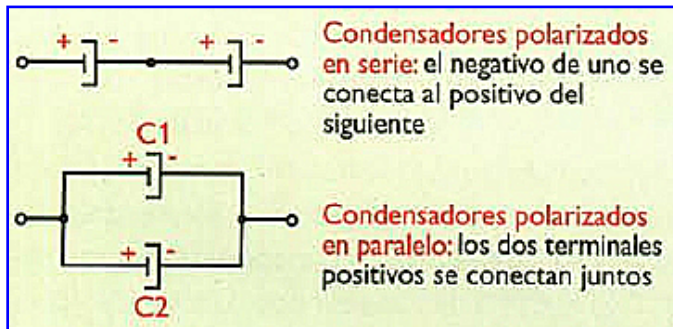 + - + - Condensadores polarizados
en serie: el negativo de uno se
conecta al positivo del
siguiente
C1
+ -
Condensadores polarizados
en paralelo: los dos terminales
positivos se conectan juntos
+ -
C2